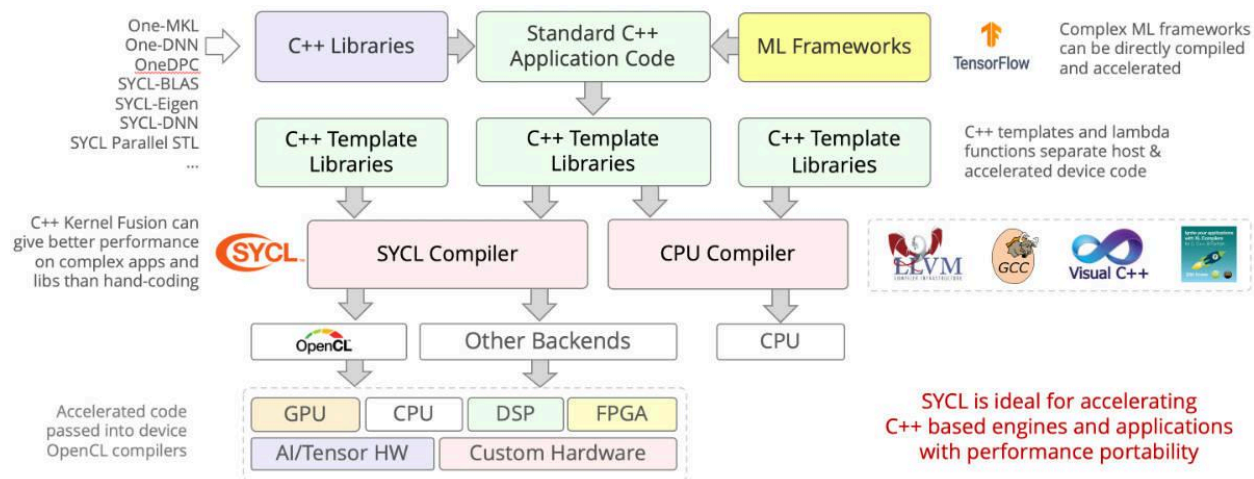 One-MKL
One-DNN
OneDPC
SYCL-BLAS
SYCL-Eigen
SYCL-DNN
SYCL Parallel STL
...
C++ Libraries
Standard C++
Application Code
ML Frameworks
TensorFlow
Complex ML frameworks
can be directly compiled
and accelerated
C++ Template
Libraries
C++ Template
Libraries
C++ Template
Libraries
C++ templates and lambda
functions separate host &
accelerated device code
C++ Kernel Fusion can
give better performance
on complex apps and
libs than hand-coding
SYCL
SYCL Compiler
CPU Compiler
LLVM
COMPILER INFRASTRUCTURE
GCC
Visual C++
OpenCL
Other Backends
CPU
Accelerated code
passed into device
OpenCL compilers
GPU
CPU
DSP
FPGA
AI/Tensor HW
Custom Hardware
SYCL is ideal for accelerating
C++ based engines and applications
with performance portability